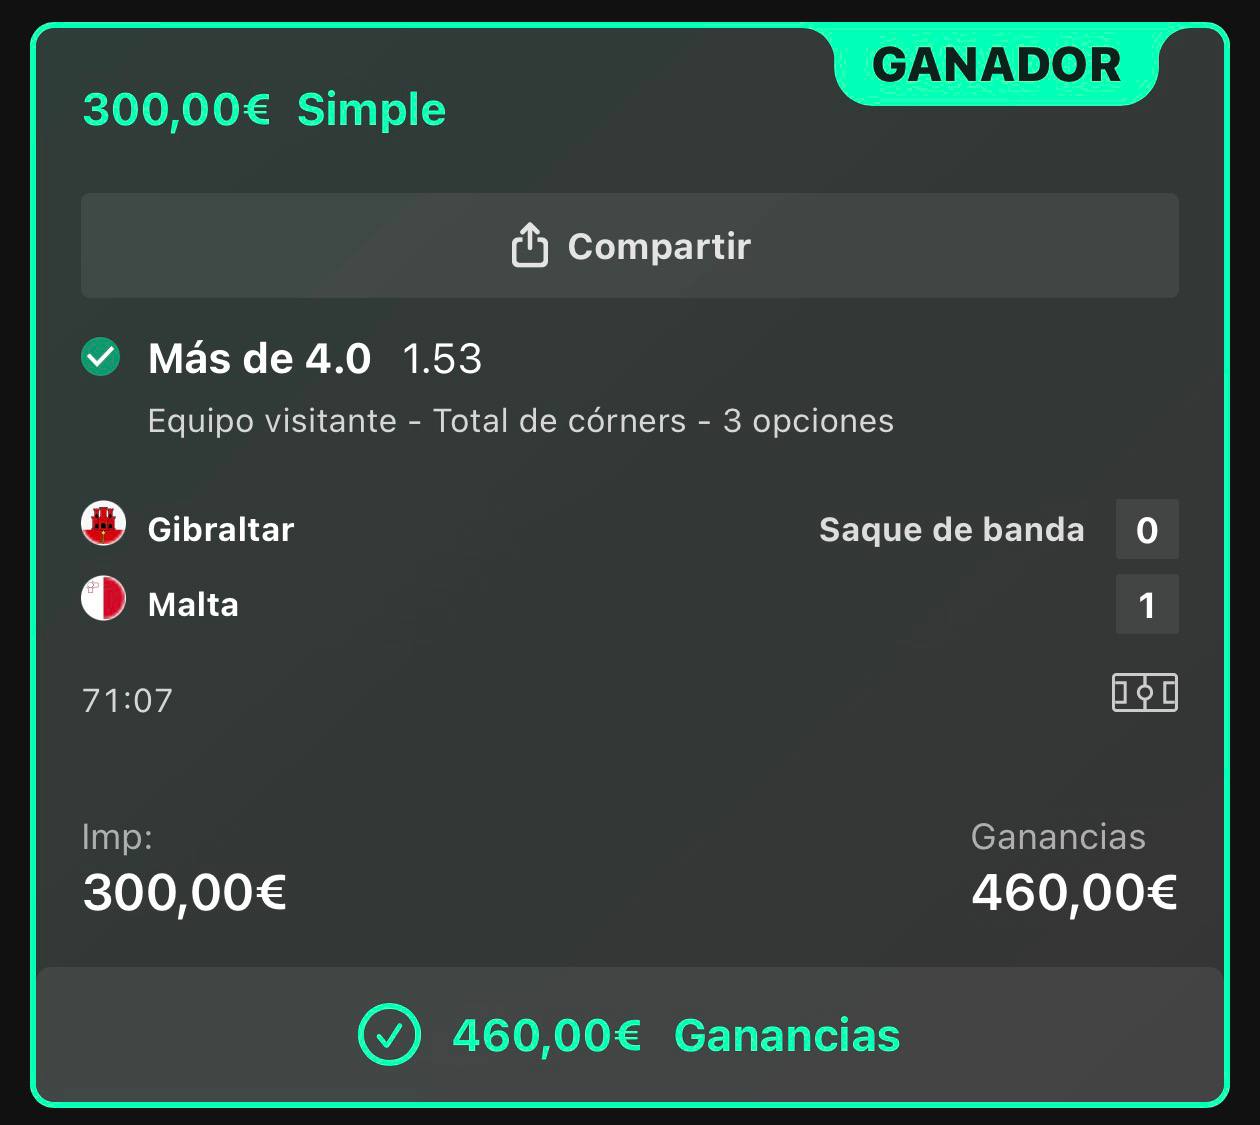 GANADOR
300,00€ Simple
Compartir
Más de 4.0 1.53
Equipo visitante - Total de córners - 3 opciones
Gibraltar Saque de banda 0
Malta 1
71:07
Imp: Ganancias
300,00€ 460,00€
460,00€ Ganancias